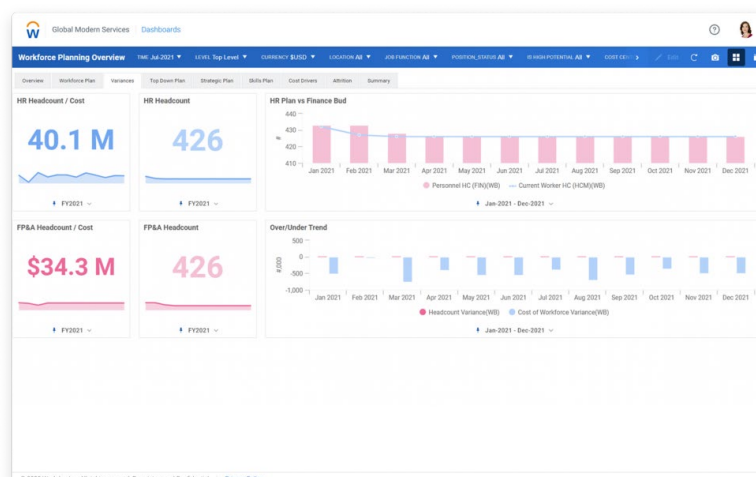 Global Modern Services Dashboards
Workforce Planning Overview TIME Jul-2021 LEVEL Top Level CURRENCY $USD LOCATION All JOB FUNCTION All POSITION_STATUS All IS HIGH POTENTIAL All COST CENT Edit
Overview Workforce Plan Variances Top Down Plan Strategic Plan Skills Plan Cost Drivers Attrition Summary
HR Headcount / Cost
40.1 M
FY2021
HR Headcount
426
FY2021
HR Plan vs Finance Bud
440
430
420
410
#
Jan 2021 Feb 2021 Mar 2021 Apr 2021 May 2021 Jun 2021 Jul 2021 Aug 2021 Sep 2021 Oct 2021 Nov 2021 Dec 2021
Personnel HC (FIN)(WB) Current Worker HC (HCM)(WB)
Jan-2021 - Dec-2021
FP&A Headcount / Cost
$34.3 M
FY2021
FP&A Headcount
426
FY2021
Over/Under Trend
500
0
-500
-1,000
#,000
Jan 2021 Feb 2021 Mar 2021 Apr 2021 May 2021 Jun 2021 Jul 2021 Aug 2021 Sep 2021 Oct 2021 Nov 2021 Dec 2021
Headcount Variance(WB) Cost of Workforce Variance(WB)
Jan-2021 - Dec-2021